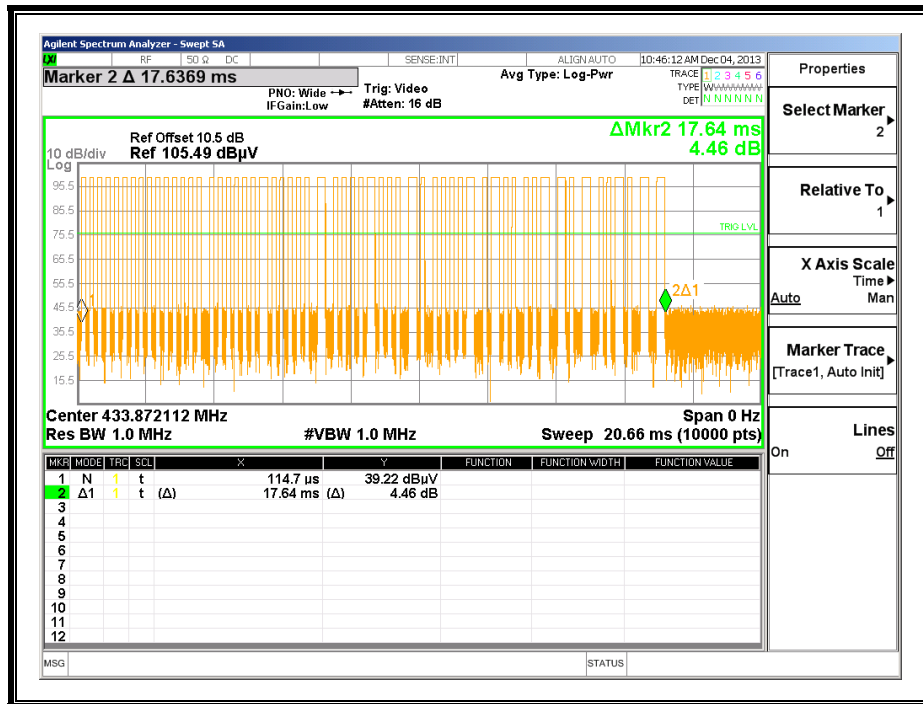 Agilent Spectrum Analyzer - Swept SA
LXI RF 50 Ω DC SENSE:INT ALIGN AUTO 10:46:12 AM Dec 04, 2013
Marker 2 Δ 17.6369 ms
PNO: Wide
IFGain:Low
Trig: Video
#Atten: 16 dB
Avg Type: Log-Pwr
TRACE 1 2 3 4 5 6
TYPE WWWWWW
DET N N N N N N
ΔMkr2 17.64 ms
4.46 dB
Ref Offset 10.5 dB
10 dB/div Ref 105.49 dBµV
Log
95.5
85.5
75.5
TRIG LVL
65.5
55.5
2Δ1
45.5
1
35.5
25.5
15.5
Center 433.872112 MHz Span 0 Hz
Res BW 1.0 MHz #VBW 1.0 MHz Sweep 20.66 ms (10000 pts)
MKR MODE TRC SCL X Y FUNCTION FUNCTION WIDTH FUNCTION VALUE
1 N 1 t 114.7 µs 39.22 dBµV
2 Δ1 1 t (Δ) 17.64 ms (Δ) 4.46 dB
3
4
5
6
7
8
9
10
11
12
MSG STATUS
Properties
Select Marker
2
Relative To
1
X Axis Scale
Time
Auto Man
Marker Trace
[Trace1, Auto Init]
Lines
On Off